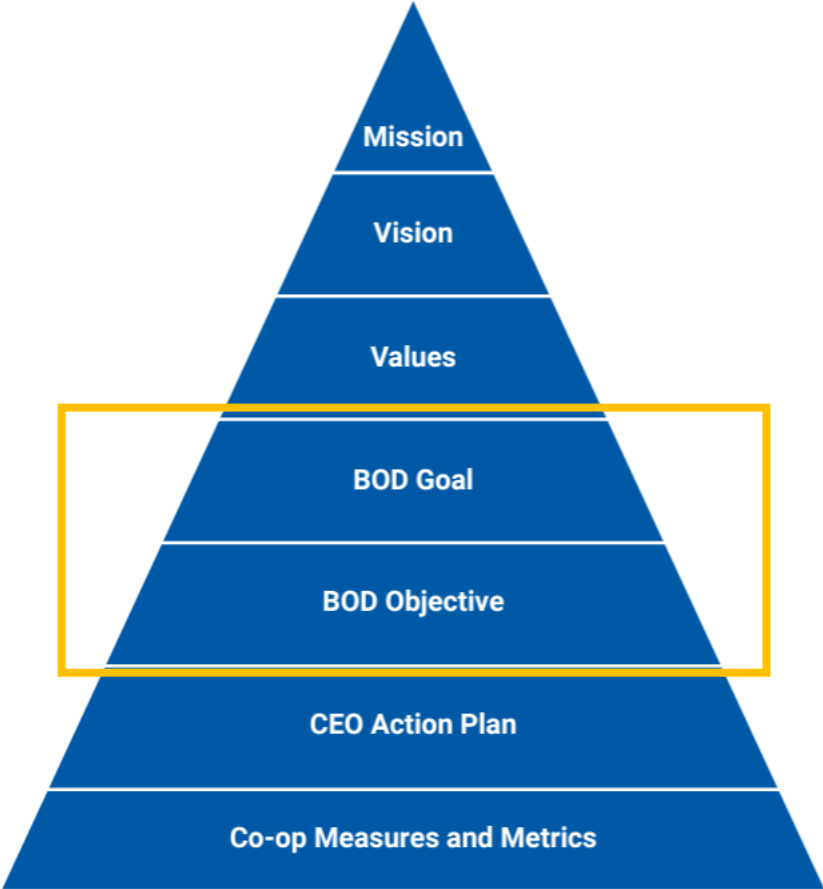 Mission
Vision
Values
BOD Goal
BOD Objective
CEO Action Plan
Co-op Measures and Metrics